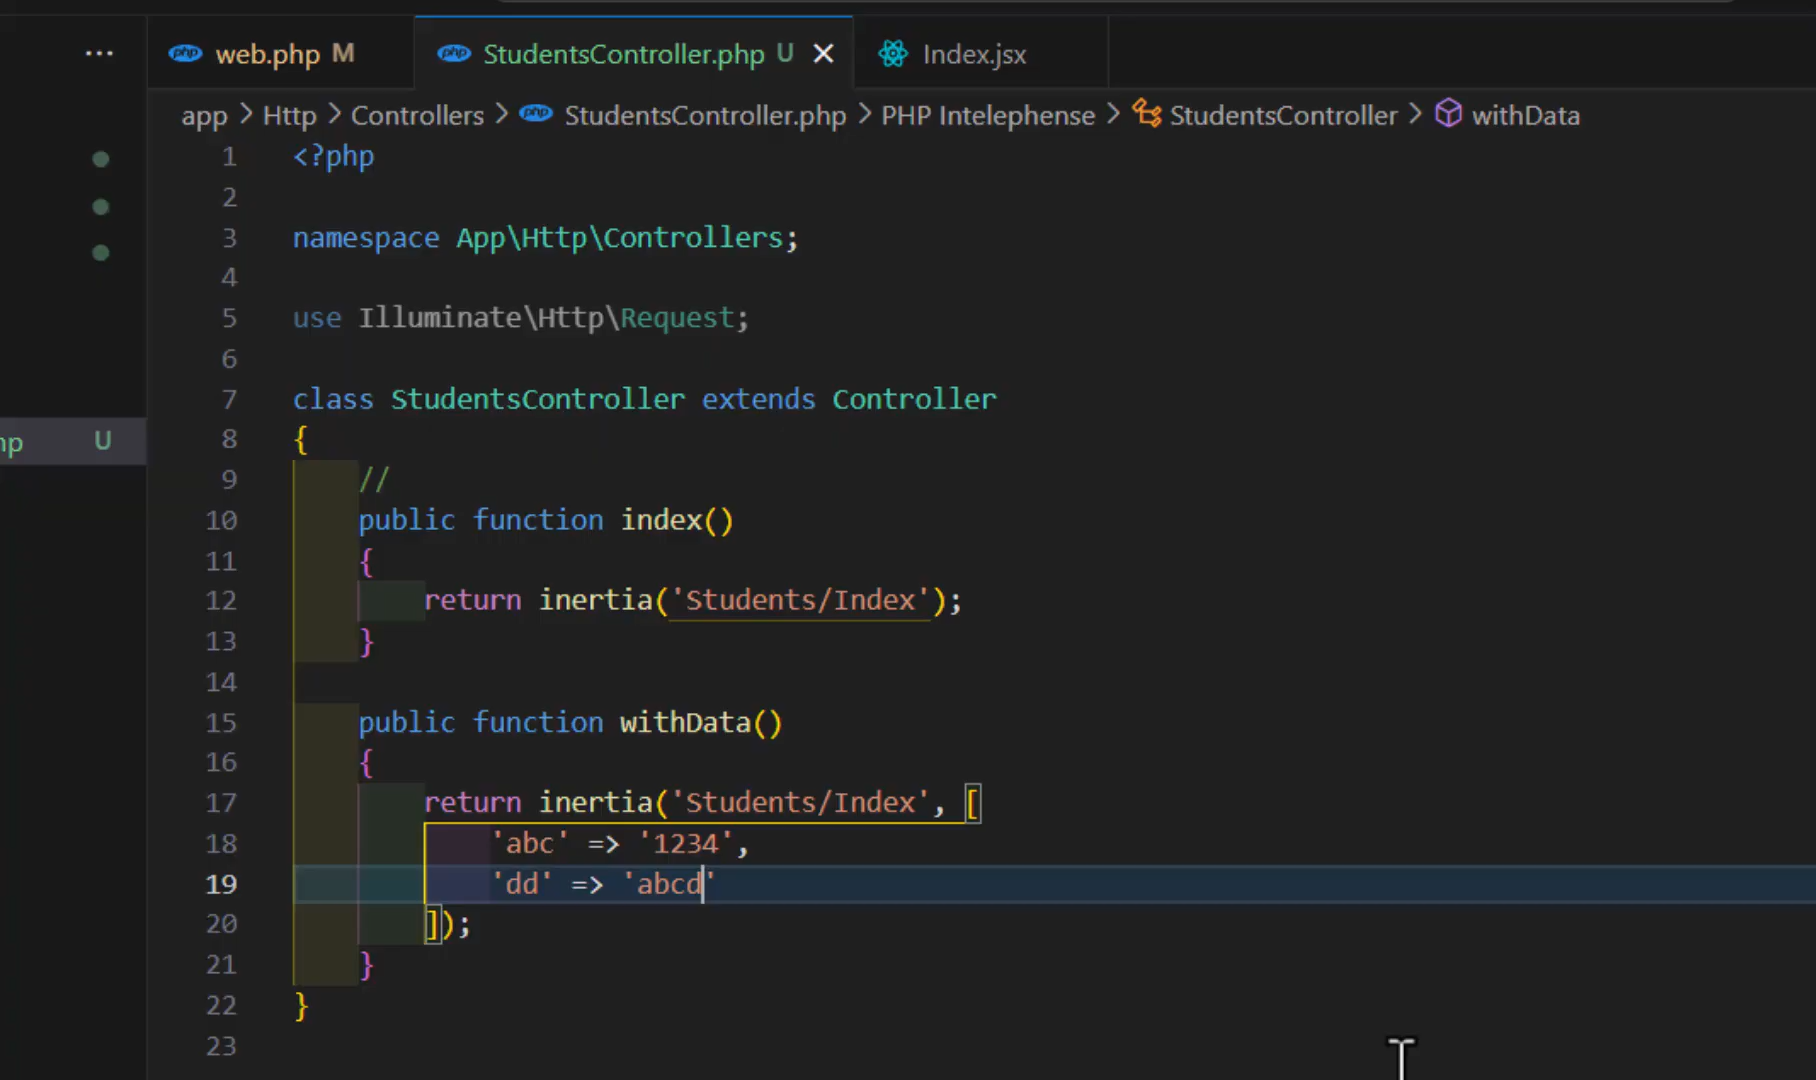 ... web.php M StudentsController.php U Index.jsx
app > Http > Controllers > StudentsController.php > PHP Intelephense > StudentsController > withData
1 <?php
2
3 namespace App\Http\Controllers;
4
5 use Illuminate\Http\Request;
6
7 class StudentsController extends Controller
8 {
9 //
10 public function index()
11 {
12 return inertia('Students/Index');
13 }
14
15 public function withData()
16 {
17 return inertia('Students/Index', [
18 'abc' => '1234',
19 'dd' => 'abcd'
20 ]);
21 }
22 }
23
U